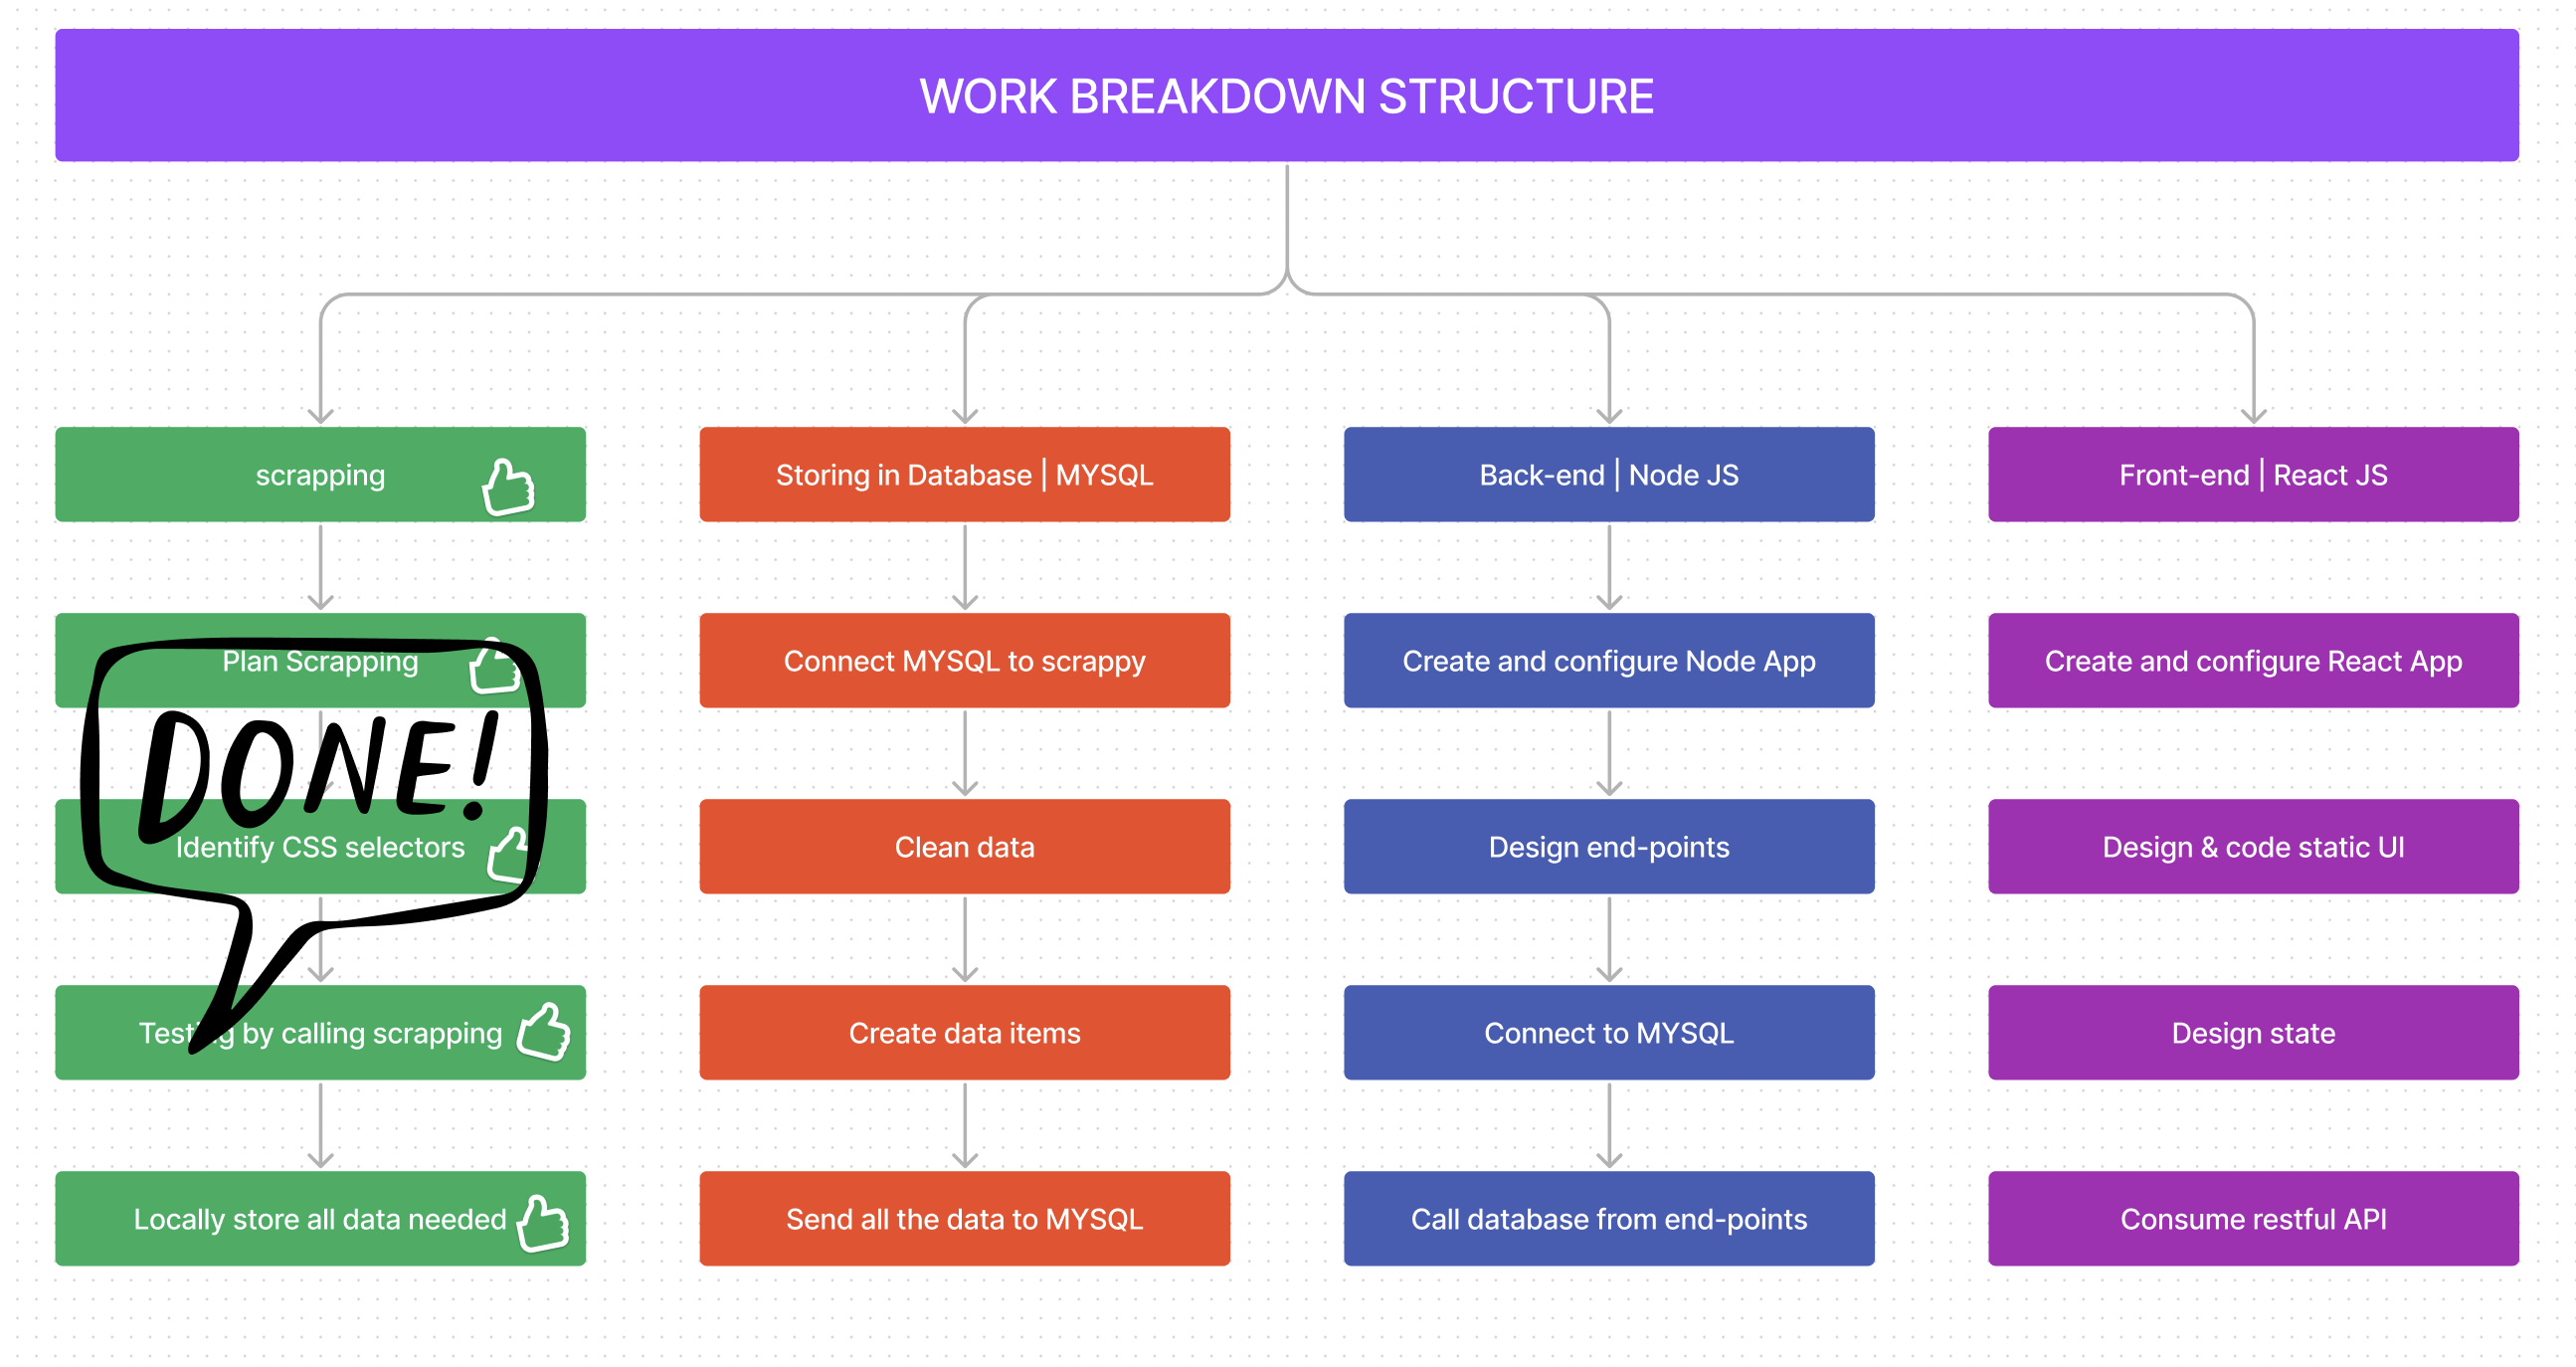 WORK BREAKDOWN STRUCTURE
scrapping
Plan Scrapping
DONE!
Identify CSS selectors
Testing by calling scrapping
Locally store all data needed
Storing in Database | MYSQL
Connect MYSQL to scrappy
Clean data
Create data items
Send all the data to MYSQL
Back-end | Node JS
Create and configure Node App
Design end-points
Connect to MYSQL
Call database from end-points
Front-end | React JS
Create and configure React App
Design & code static UI
Design state
Consume restful API